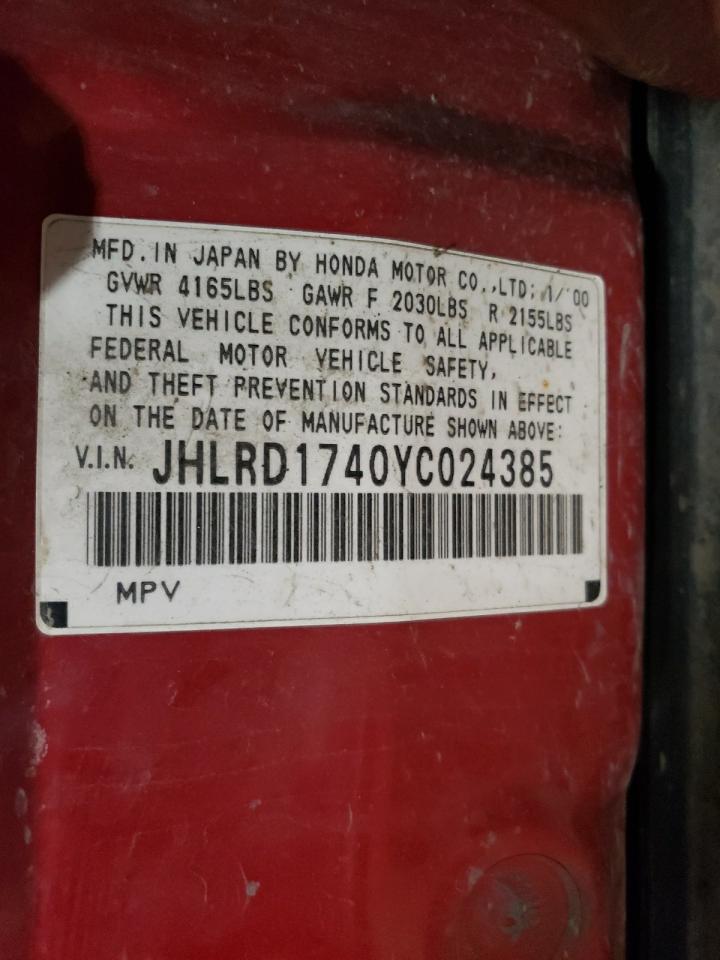 MFD. IN JAPAN BY HONDA MOTOR CO.,LTD; 1/'00
GVWR 4165LBS GAWR F 2030LBS R 2155LBS
THIS VEHICLE CONFORMS TO ALL APPLICABLE
FEDERAL MOTOR VEHICLE SAFETY,
AND THEFT PREVENTION STANDARDS IN EFFECT
ON THE DATE OF MANUFACTURE SHOWN ABOVE:
V.I.N. JHLRD1740YC024385
MPV